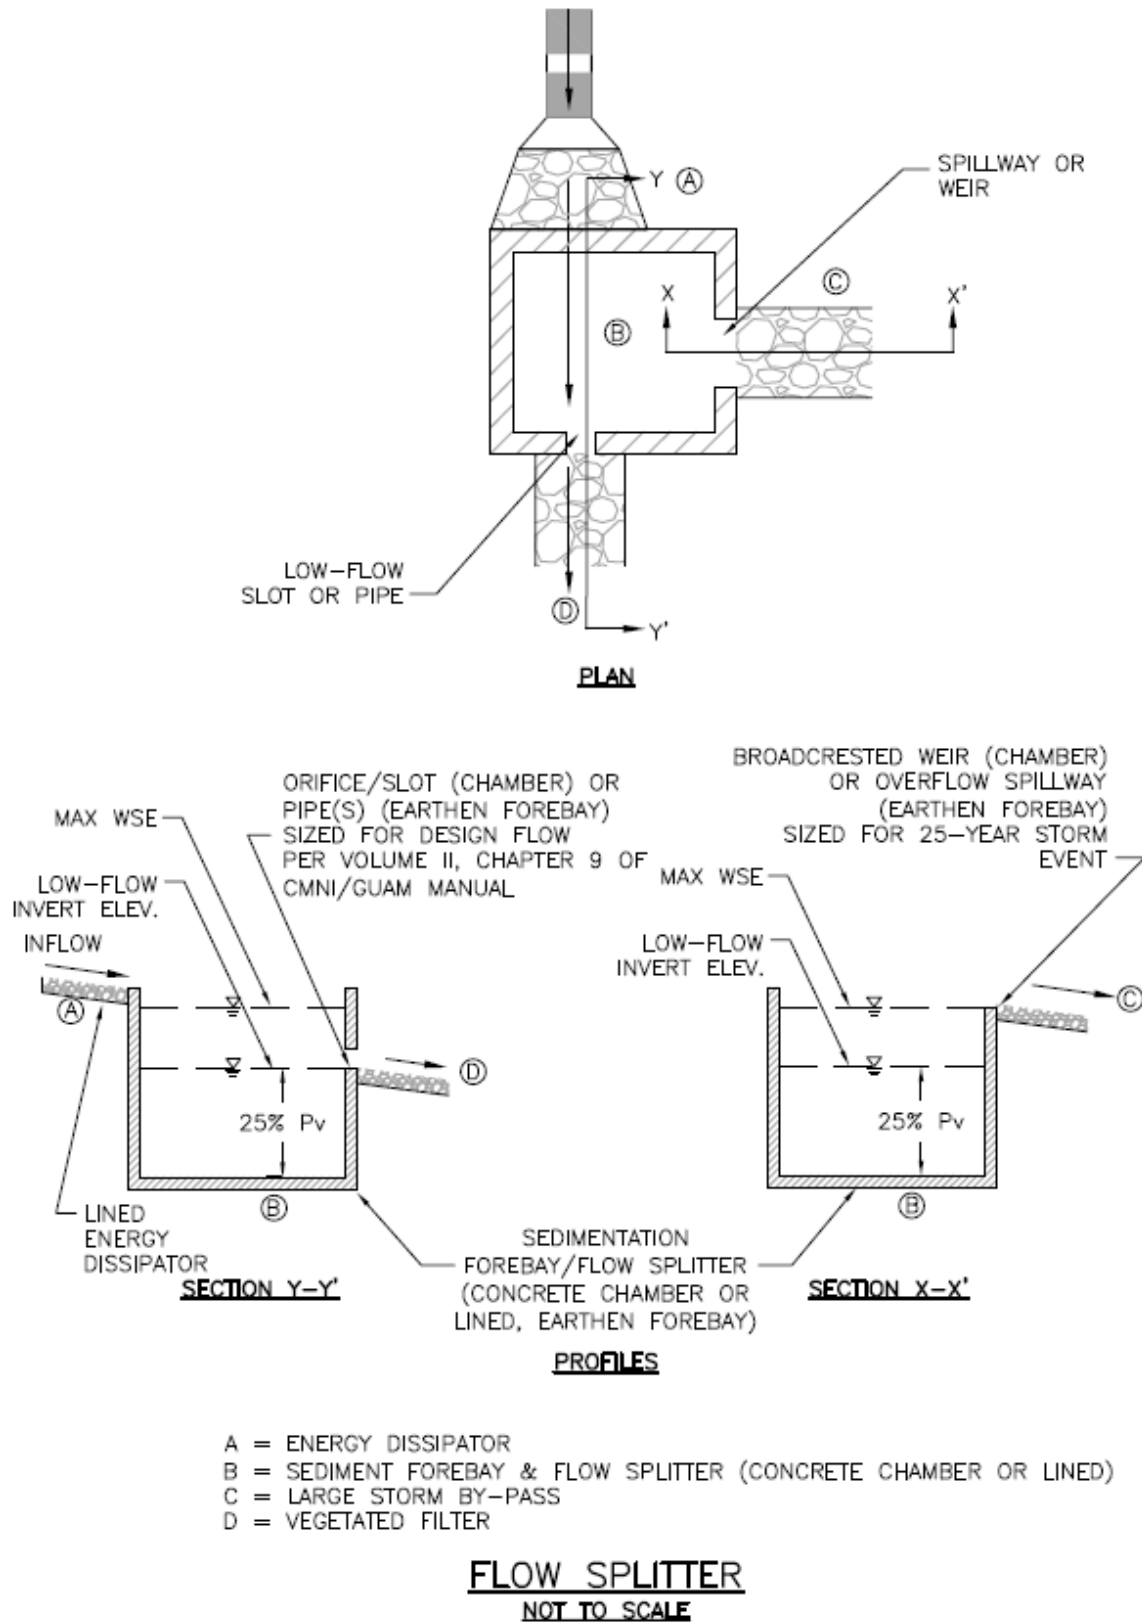 SPILLWAY OR
WEIR
Y Ⓐ
Ⓒ
X
X'
Ⓑ
LOW-FLOW
SLOT OR PIPE
Ⓓ
Y'
PLAN
ORIFICE/SLOT (CHAMBER) OR
PIPE(S) (EARTHEN FOREBAY)
SIZED FOR DESIGN FLOW
PER VOLUME II, CHAPTER 9 OF
CMNI/GUAM MANUAL
MAX WSE
LOW-FLOW
INVERT ELEV.
INFLOW
Ⓐ
Ⓓ
25% Pv
Ⓑ
LINED
ENERGY
DISSIPATOR
SECTION Y-Y'
BROADCRESTED WEIR (CHAMBER)
OR OVERFLOW SPILLWAY
(EARTHEN FOREBAY)
SIZED FOR 25-YEAR STORM
EVENT
MAX WSE
LOW-FLOW
INVERT ELEV.
Ⓒ
25% Pv
Ⓑ
SEDIMENTATION
FOREBAY/FLOW SPLITTER
(CONCRETE CHAMBER OR
LINED, EARTHEN FOREBAY)
SECTION X-X'
PROFILES
A = ENERGY DISSIPATOR
B = SEDIMENT FOREBAY & FLOW SPLITTER (CONCRETE CHAMBER OR LINED)
C = LARGE STORM BY-PASS
D = VEGETATED FILTER
FLOW SPLITTER
NOT TO SCALE